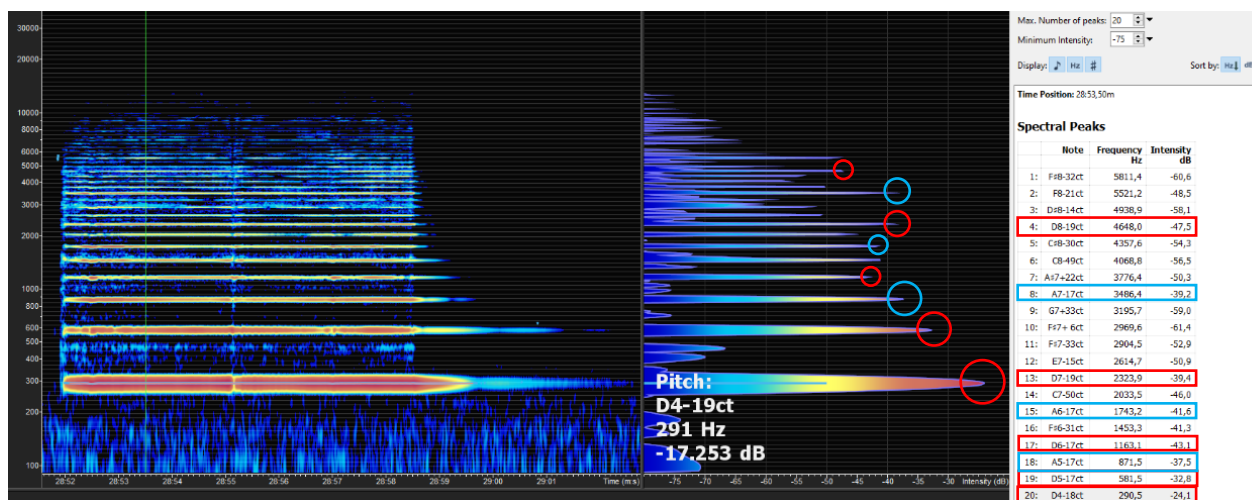 30000-
20000-
10000-
8000-
6000-
5000-
4000-
3000-
2000-
1000-
800-
600-
500-
400-
300-
200-
100-
28:52 28:53 28:54 28:55 28:56 28:57 28:58 28:59 29:00 29:01 Time (m:s)
Pitch:
D4-19ct
291 Hz
-17.253 dB
-75 -70 -65 -60 -55 -50 -45 -40 -35 -30 Intensity (dB)
Max. Number of peaks: 20
Minimum Intensity: -75
Display: ♪ Hz # Sort by: Hz
Time Position: 28:53,50m
Spectral Peaks
Note Frequency Hz Intensity dB
1: F♯8-32ct 5811,4 -60,6
2: F8-21ct 5521,2 -48,5
3: D♯8-14ct 4938,9 -58,1
4: D8-19ct 4648,0 -47,5
5: C♯8-30ct 4357,6 -54,3
6: C8-49ct 4068,8 -56,5
7: A♯7+22ct 3776,4 -50,3
8: A7-17ct 3486,4 -39,2
9: G7+33ct 3195,7 -59,0
10: F♯7+ 6ct 2969,6 -61,4
11: F♯7-33ct 2904,5 -52,9
12: E7-15ct 2614,7 -50,9
13: D7-19ct 2323,9 -39,4
14: C7-50ct 2033,5 -46,0
15: A6-17ct 1743,2 -41,6
16: F♯6-31ct 1453,3 -41,3
17: D6-17ct 1163,1 -43,1
18: A5-17ct 871,5 -37,5
19: D5-17ct 581,5 -32,8
20: D4-18ct 290,5 -24,1